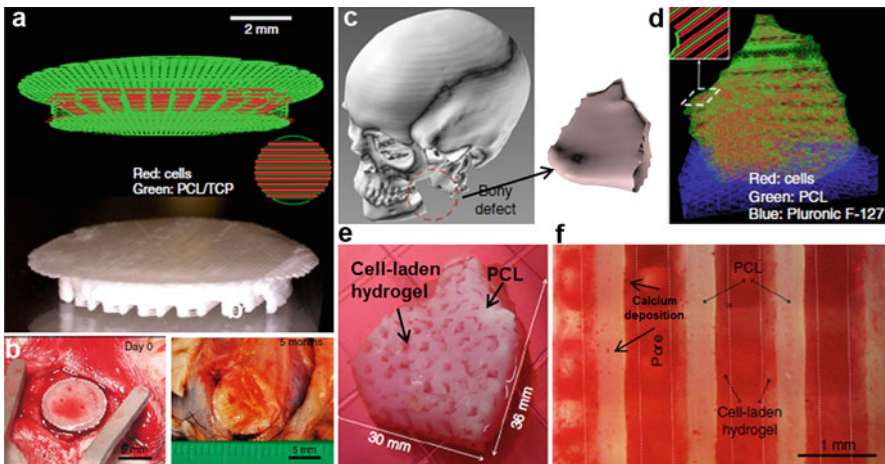 a
2 mm
Red: cells
Green: PCL/TCP
b
Day 0
5 mm
5 months
5 mm
c
Bony
defect
d
Red: cells
Green: PCL
Blue: Pluronic F-127
e
Cell-laden
hydrogel
PCL
30 mm
36 mm
f
PCL
Calcium
deposition
Pore
Cell-laden
hydrogel
1 mm